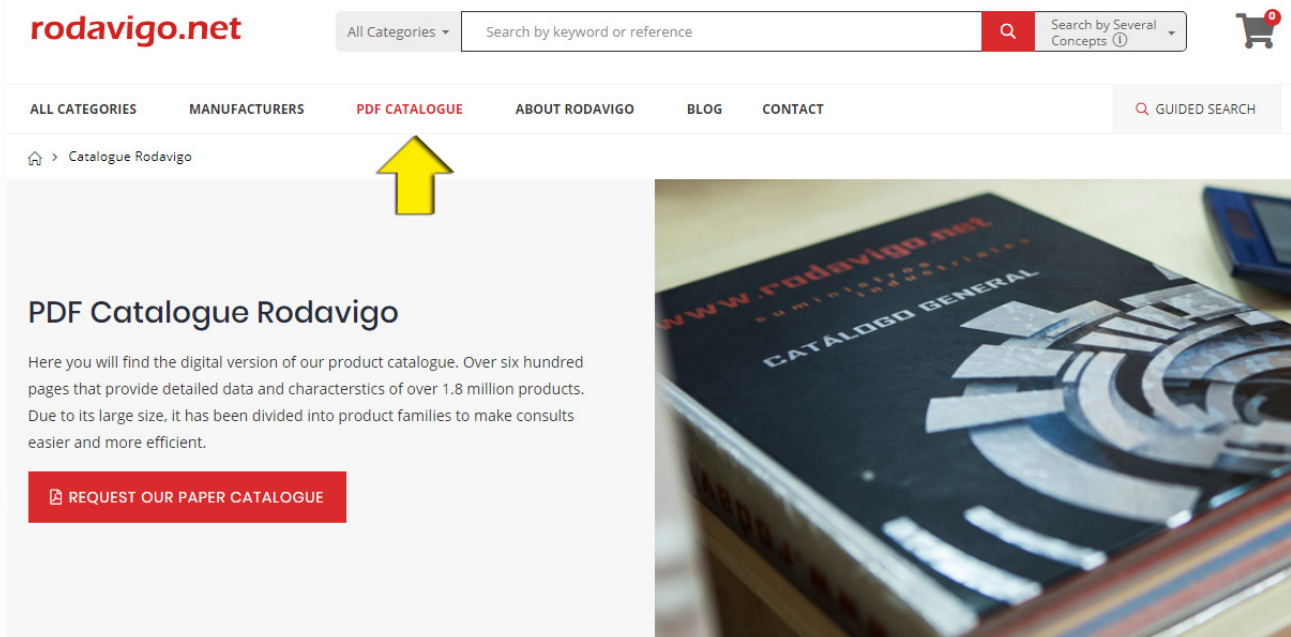 rodavigo.net
All Categories
Search by keyword or reference
Search by Several
Concepts
0
ALL CATEGORIES
MANUFACTURERS
PDF CATALOGUE
ABOUT RODAVIGO
BLOG
CONTACT
GUIDED SEARCH
> Catalogue Rodavigo
PDF Catalogue Rodavigo
Here you will find the digital version of our product catalogue. Over six hundred
pages that provide detailed data and characterstics of over 1.8 million products.
Due to its large size, it has been divided into product families to make consults
easier and more efficient.
REQUEST OUR PAPER CATALOGUE
www.rodavigo.net
suministros
industriales
CATALOGO GENERAL